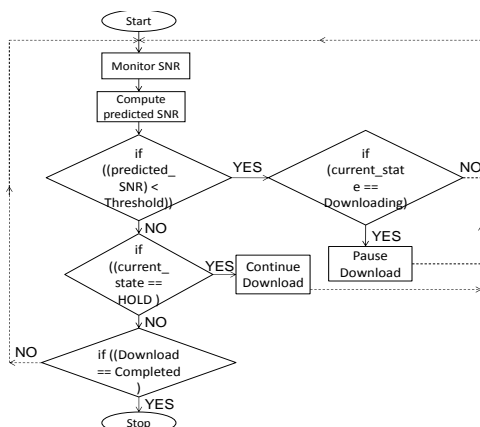 Start
Monitor SNR
Compute
predicted SNR
if
((predicted_
SNR) <
Threshold))
YES
if
(current_stat
e ==
Downloading)
NO
NO
YES
if
((current_
state ==
HOLD )
YES
Continue
Download
Pause
Download
NO
NO
if ((Download
== Completed
)
YES
Stop